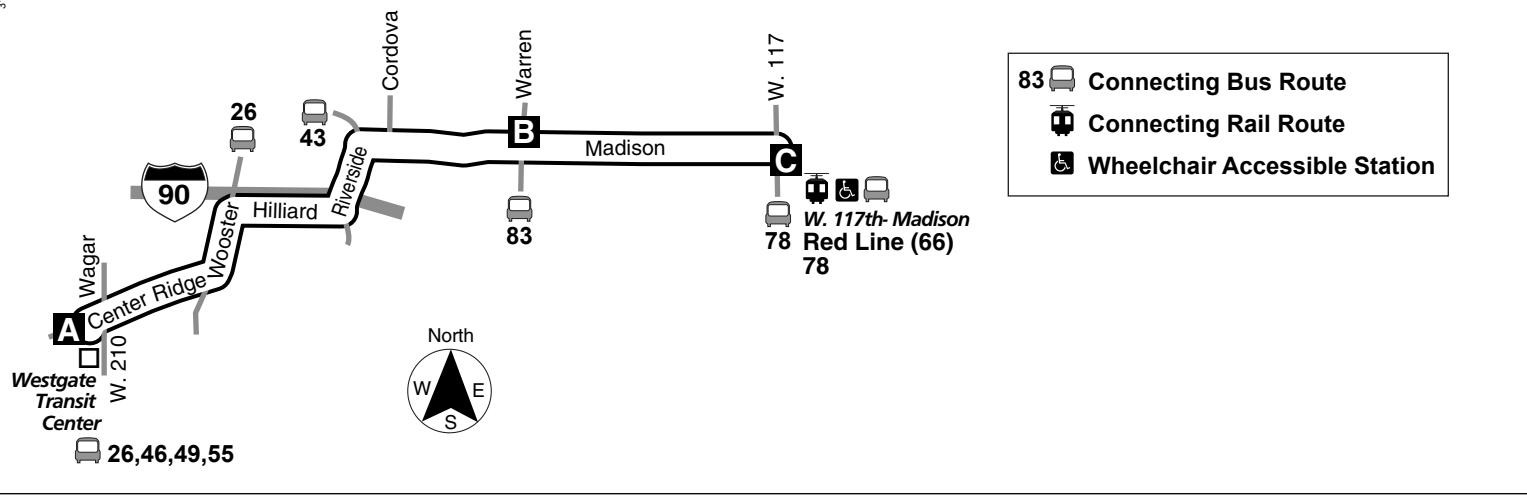 Cordova
Warren
W. 117
26
43
B
Madison
C
Riverside
90
Hilliard
Wooster
83
W. 117th- Madison
78
Red Line (66)
78
Wagar
Center Ridge
A
W. 210
Westgate
Transit
Center
26,46,49,55
North
W
E
S
83 Connecting Bus Route
Connecting Rail Route
Wheelchair Accessible Station